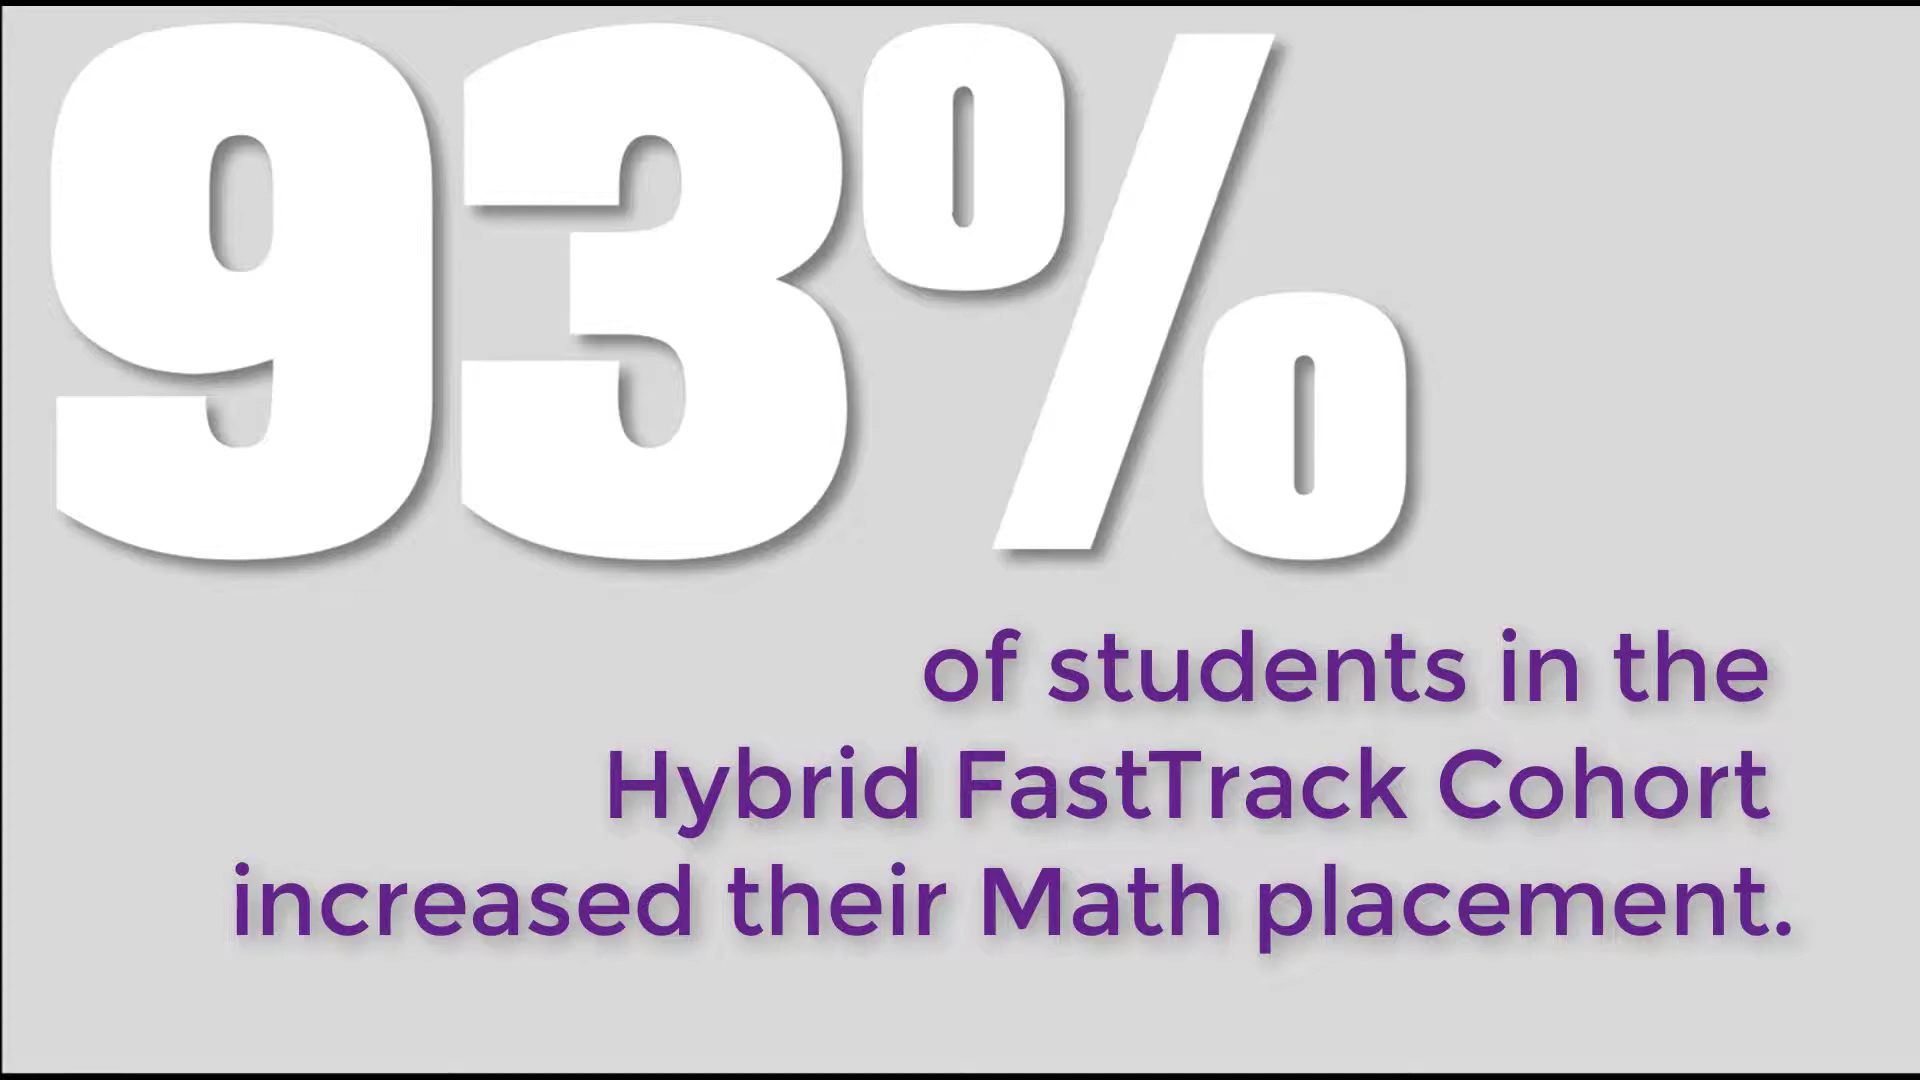 93%
of students in the
Hybrid FastTrack Cohort
increased their Math placement.